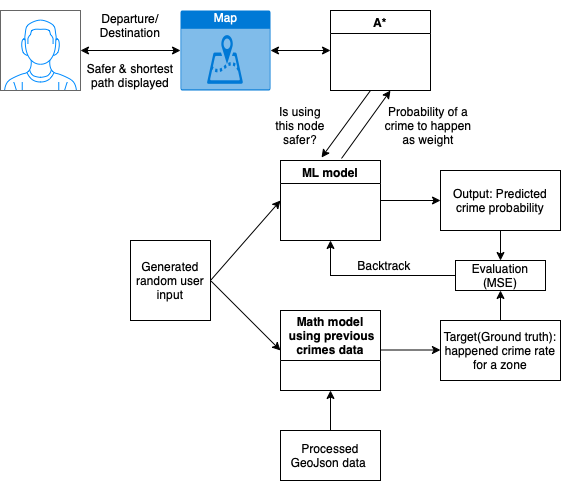 Departure/
Destination
Safer & shortest
path displayed
Map
A*
Is using
this node
safer?
Probability of a
crime to happen
as weight
ML model
Output: Predicted
crime probability
Generated
random user
input
Backtrack
Evaluation
(MSE)
Math model
using previous
crimes data
Target(Ground truth):
happened crime rate
for a zone
Processed
GeoJson data